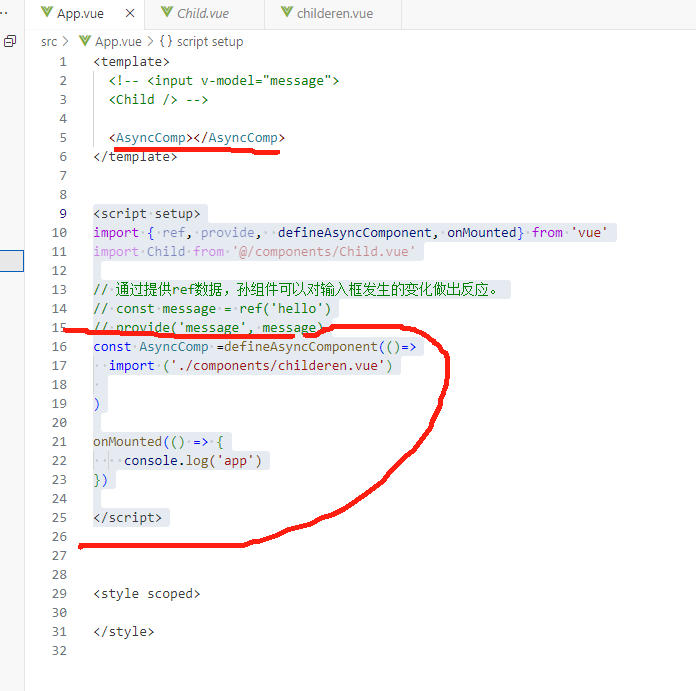 App.vue × Child.vue childeren.vue
src > App.vue > {} script setup
1 <template>
2 <!-- <input v-model="message">
3 <Child /> -->
4
5 <AsyncComp></AsyncComp>
6 </template>
7
8
9 <script setup>
10 import { ref, provide, defineAsyncComponent, onMounted} from 'vue'
11 import Child from '@/components/Child.vue'
12
13 // 通过提供ref数据，孙组件可以对输入框发生的变化做出反应。
14 // const message = ref('hello')
15 // provide('message', message)
16 const AsyncComp =defineAsyncComponent(()=>
17 import ('./components/childeren.vue')
18
19 )
20
21 onMounted(() => {
22 console.log('app')
23 })
24
25 </script>
26
27
28
29 <style scoped>
30
31 </style>
32